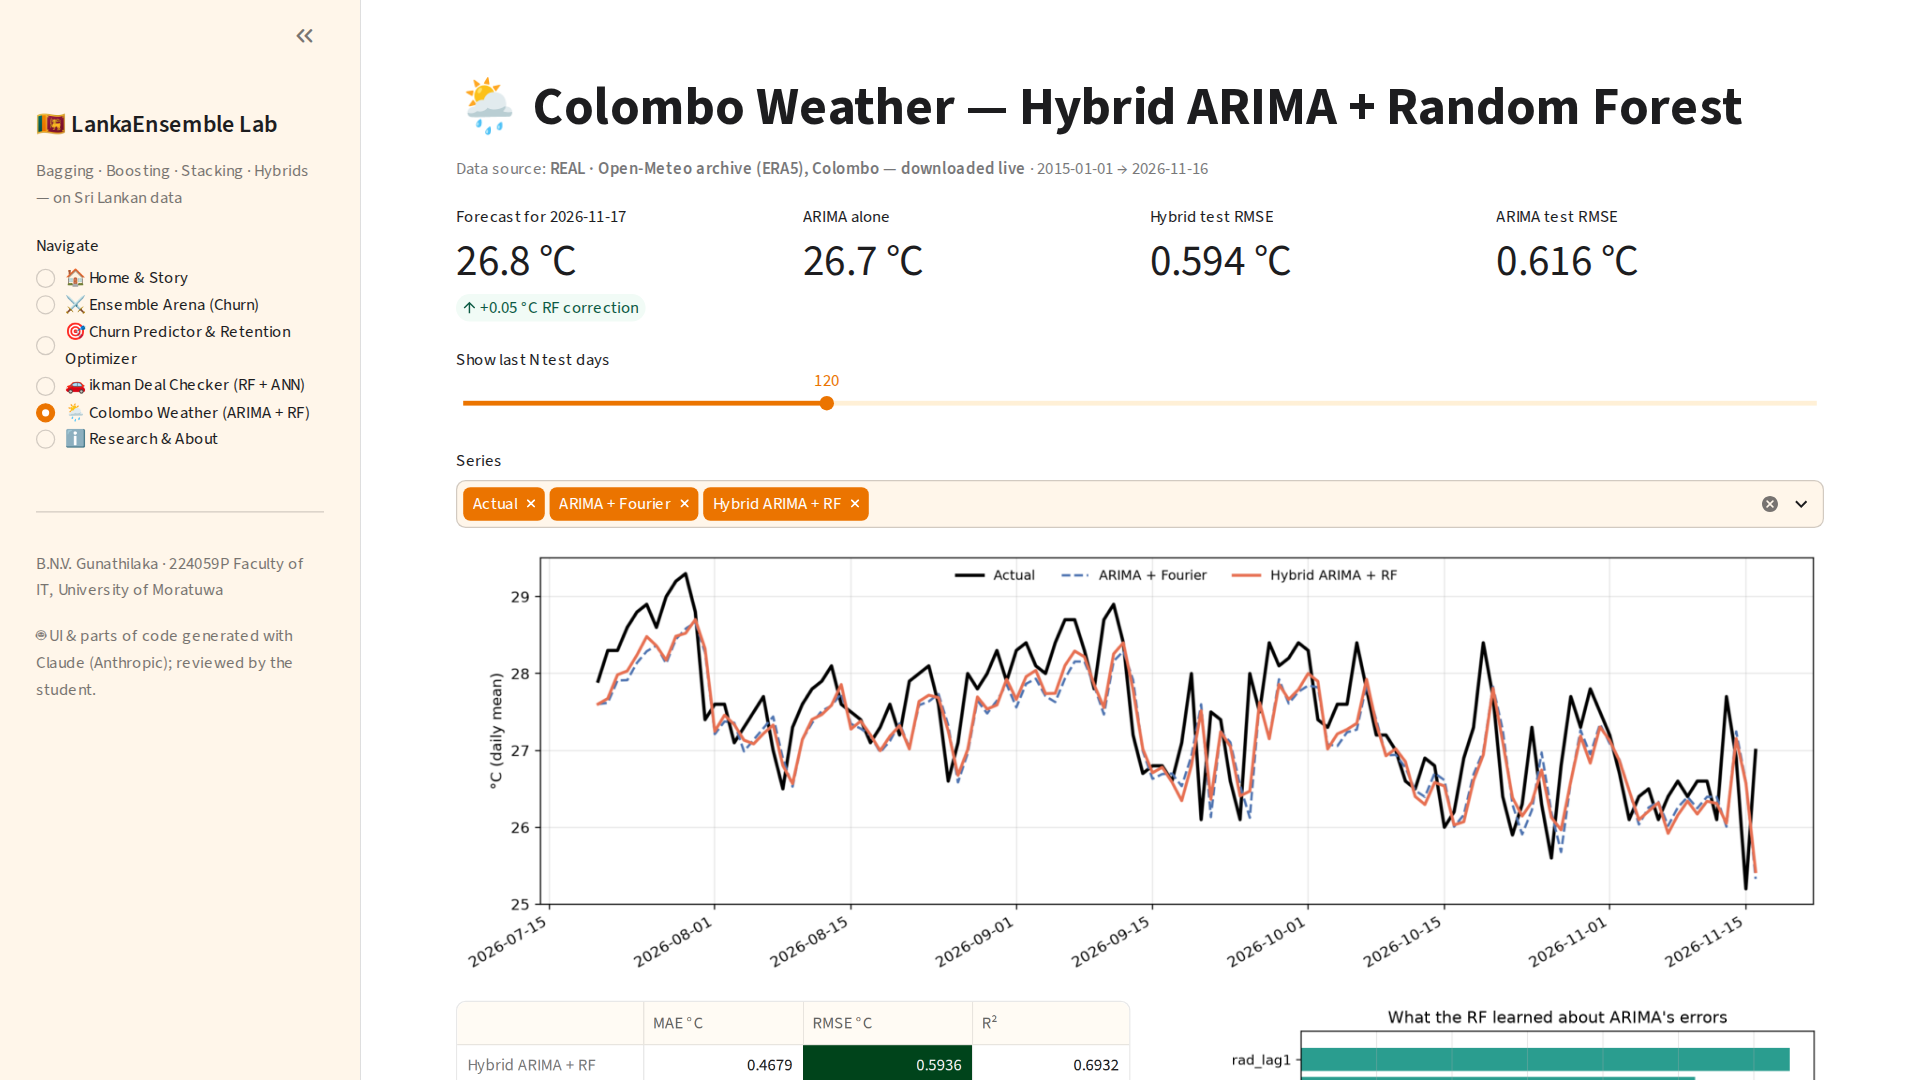 LankaEnsemble Lab
Bagging · Boosting · Stacking · Hybrids
— on Sri Lankan data
Navigate
Home & Story
Ensemble Arena (Churn)
Churn Predictor & Retention
Optimizer
ikman Deal Checker (RF + ANN)
Colombo Weather (ARIMA + RF)
Research & About
B.N.V. Gunathilaka · 224059P Faculty of
IT, University of Moratuwa
UI & parts of code generated with
Claude (Anthropic); reviewed by the
student.
Colombo Weather — Hybrid ARIMA + Random Forest
Data source: REAL · Open-Meteo archive (ERA5), Colombo — downloaded live · 2015-01-01 → 2026-11-16
Forecast for 2026-11-17
26.8 °C
↑ +0.05 °C RF correction
ARIMA alone
26.7 °C
Hybrid test RMSE
0.594 °C
ARIMA test RMSE
0.616 °C
Show last N test days
120
Series
Actual
ARIMA + Fourier
Hybrid ARIMA + RF
Actual
ARIMA + Fourier
Hybrid ARIMA + RF
°C (daily mean)
29
28
27
26
25
2026-07-15
2026-08-01
2026-08-15
2026-09-01
2026-09-15
2026-10-01
2026-10-15
2026-11-01
2026-11-15
MAE °C RMSE °C R²
Hybrid ARIMA + RF 0.4679 0.5936 0.6932
What the RF learned about ARIMA's errors
rad_lag1